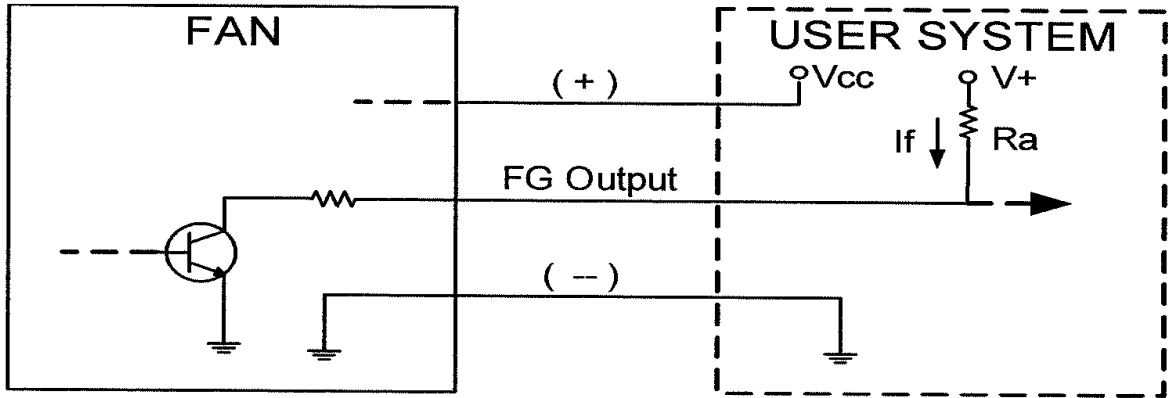 FAN
USER SYSTEM
( + )
Vcc
V+
If
Ra
FG Output
( -- )